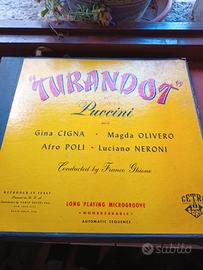 "TURANDOT"
Puccini
with
Gina CIGNA • Magda OLIVERO
Afro POLI • Luciano NERONI
Conducted by Franco Ghione
RECORDED IN ITALY
LONG PLAYING MICROGROOVE
• NONBREAKABLE •
AUTOMATIC SEQUENCE
CETRA
subito